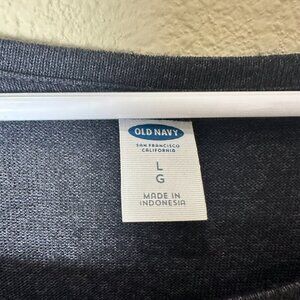 OLD NAVY
SAN FRANCISCO
CALIFORNIA
L
G
MADE IN
INDONESIA